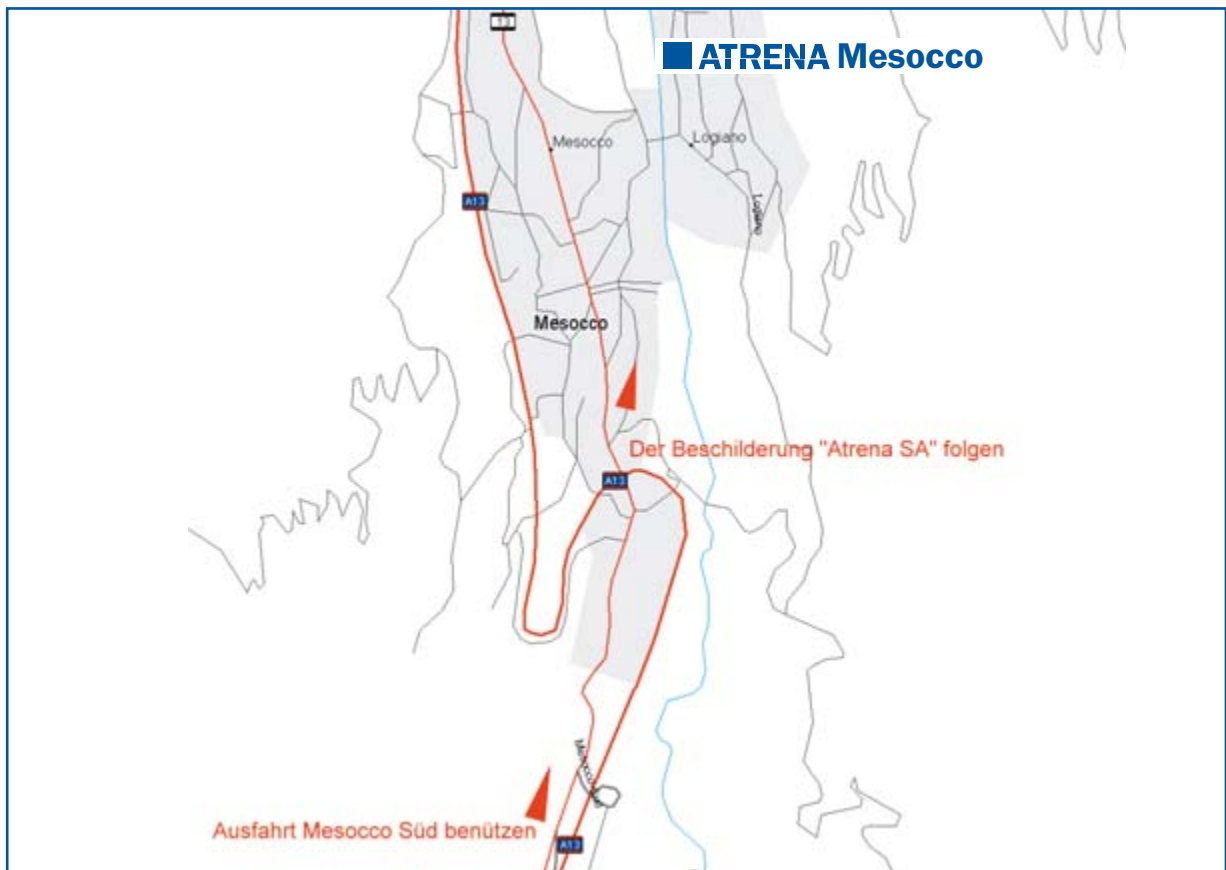 13
ATRENA Mesocco
Mesocco
Logiano
A13
Logiano
Mesocco
Der Beschilderung "Atrena SA" folgen
A13
Ausfahrt Mesocco Süd benützen
A13